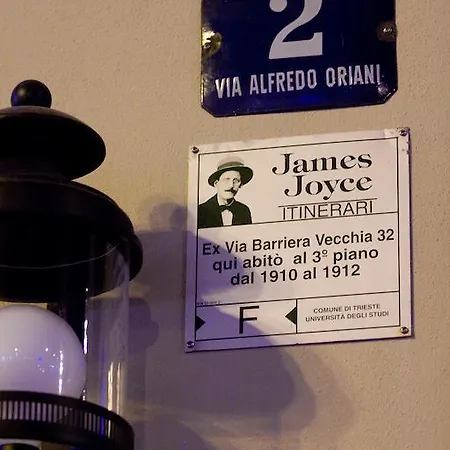 2
VIA ALFREDO ORIANI
James
Joyce
ITINERARI
Ex Via Barriera Vecchia 32
qui abitò al 3º piano
dal 1910 al 1912
F
COMUNE DI TRIESTE
UNIVERSITÀ DEGLI STUDI